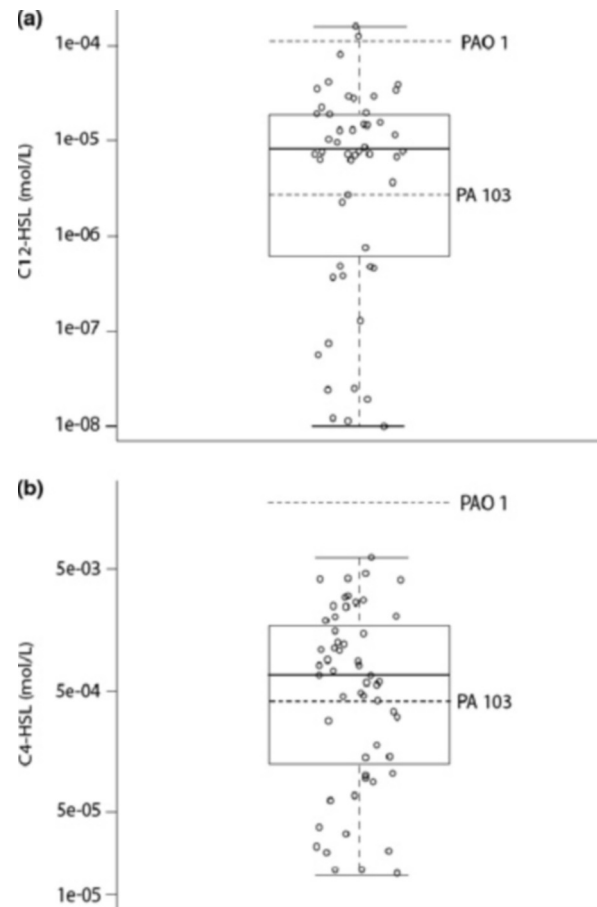 (a)
1e-04
PAO 1
1e-05
PA 103
1e-06
1e-07
1e-08
C12-HSL (mol/L)
(b)
PAO 1
5e-03
5e-04
PA 103
5e-05
1e-05
C4-HSL (mol/L)